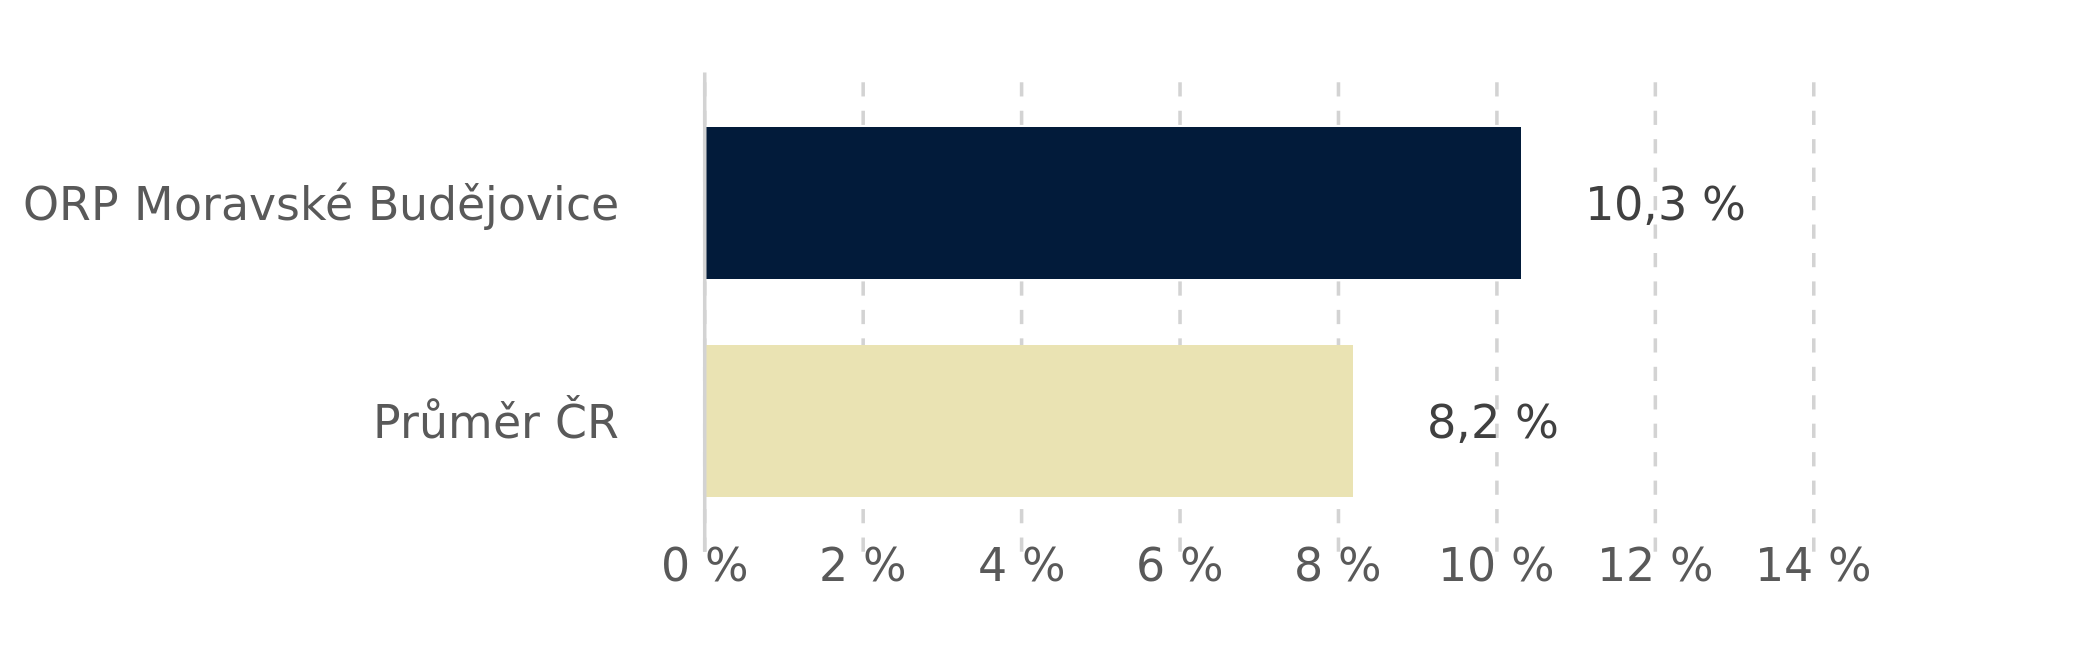 ORP Moravské Budějovice
10,3 %
Průměr ČR
8,2 %
0 % 2 % 4 % 6 % 8 % 10 % 12 % 14 %